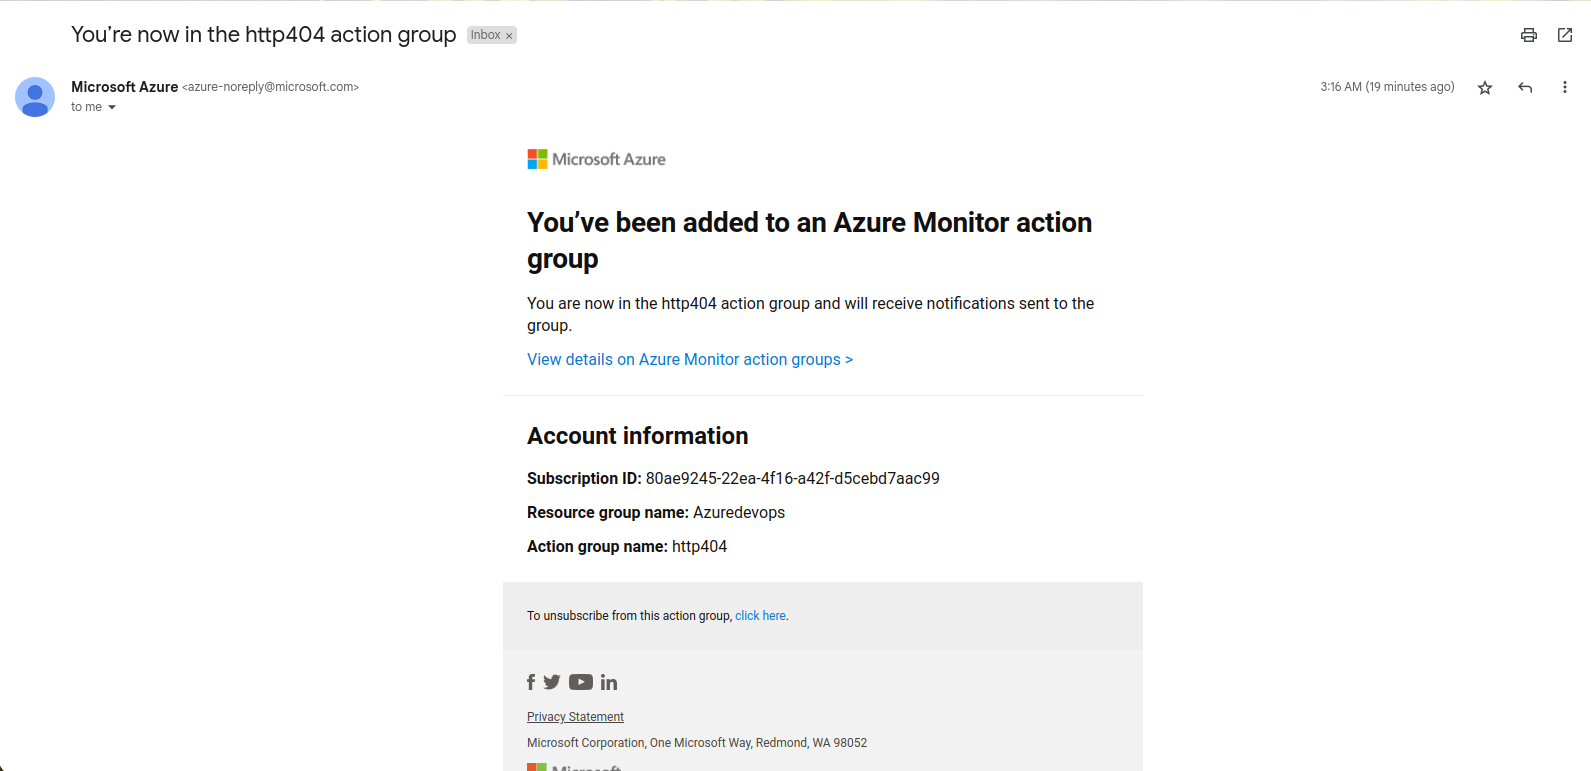 You’re now in the http404 action group Inbox ×
Microsoft Azure <azure-noreply@microsoft.com>
3:16 AM (19 minutes ago)
to me
Microsoft Azure
You’ve been added to an Azure Monitor action
group
You are now in the http404 action group and will receive notifications sent to the
group.
View details on Azure Monitor action groups >
Account information
Subscription ID: 80ae9245-22ea-4f16-a42f-d5cebd7aac99
Resource group name: Azuredevops
Action group name: http404
To unsubscribe from this action group, click here.
Privacy Statement
Microsoft Corporation, One Microsoft Way, Redmond, WA 98052
Microsoft